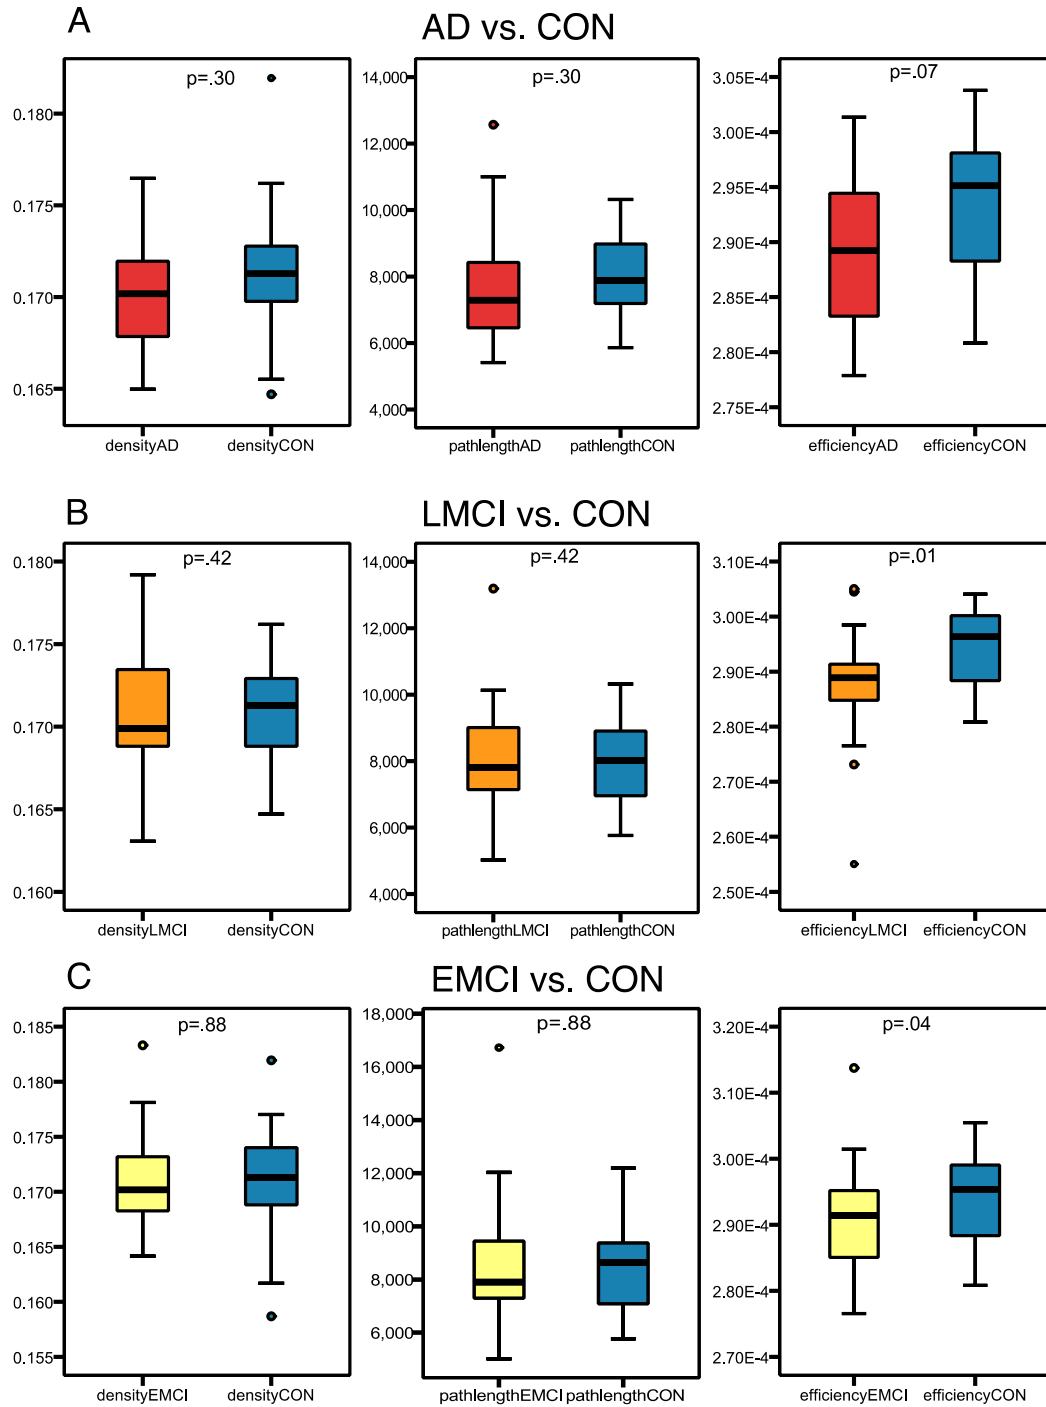 A
AD vs. CON
p=.30
0.180
0.175
0.170
0.165
densityAD
densityCON
p=.30
14,000
12,000
10,000
8,000
6,000
4,000
pathlengthAD
pathlengthCON
p=.07
3.05E-4
3.00E-4
2.95E-4
2.90E-4
2.85E-4
2.80E-4
2.75E-4
efficiencyAD
efficiencyCON
B
LMCI vs. CON
p=.42
0.180
0.175
0.170
0.165
0.160
densityLMCI
densityCON
p=.42
14,000
12,000
10,000
8,000
6,000
4,000
pathlengthLMCI
pathlengthCON
p=.01
3.10E-4
3.00E-4
2.90E-4
2.80E-4
2.70E-4
2.60E-4
2.50E-4
efficiencyLMCI
efficiencyCON
C
EMCI vs. CON
p=.88
0.185
0.180
0.175
0.170
0.165
0.160
0.155
densityEMCI
densityCON
p=.88
18,000
16,000
14,000
12,000
10,000
8,000
6,000
pathlengthEMCI
pathlengthCON
p=.04
3.20E-4
3.10E-4
3.00E-4
2.90E-4
2.80E-4
2.70E-4
efficiencyEMCI
efficiencyCON